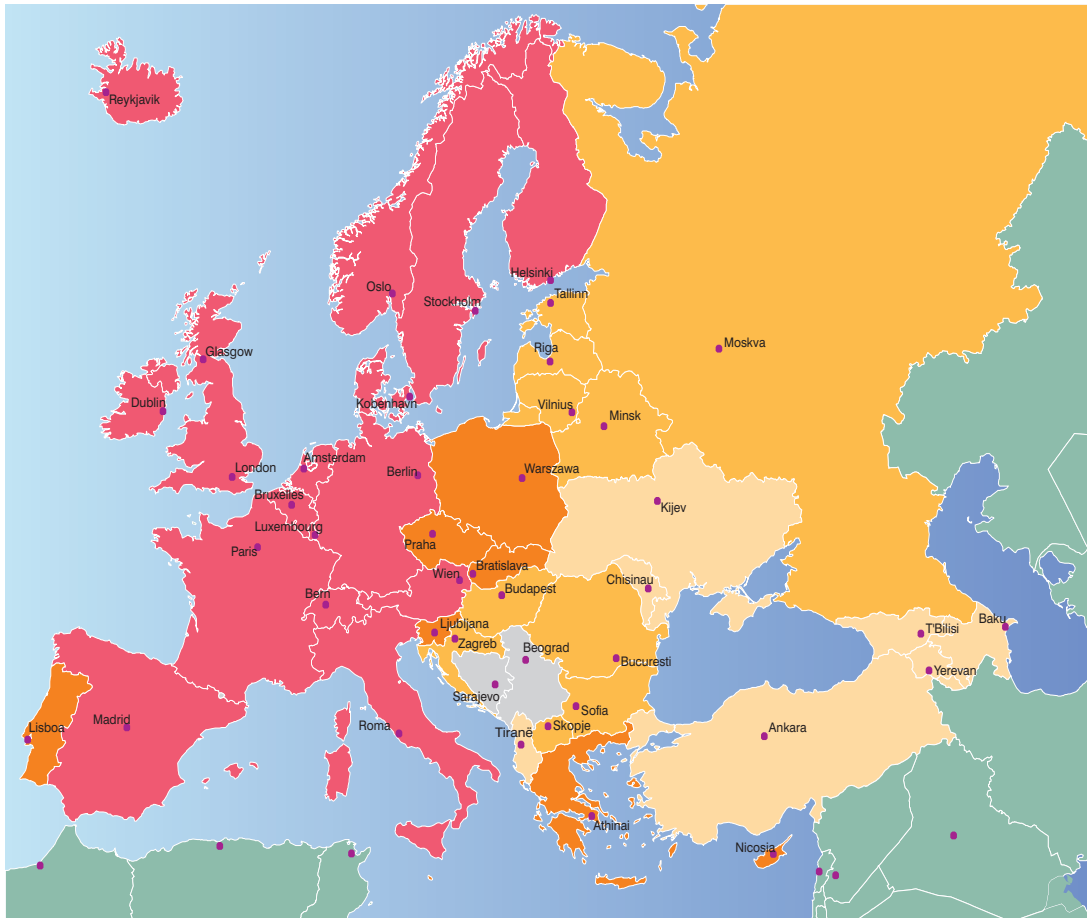 Reykjavik
Helsinki
Oslo
Tallinn
Stockholm
Moskva
Riga
Glasgow
Dublin
Kobenhavn
Vilnius
Minsk
London
Amsterdam
Berlin
Warszawa
Bruxelles
Kijev
Luxembourg
Paris
Praha
Bratislava
Wien
Chisinau
Budapest
Bern
Ljubljana
Baku
T'Bilisi
Zagreb
Beograd
Bucuresti
Yerevan
Sarajevo
Sofia
Madrid
Lisboa
Roma
Skopje
Tiranë
Ankara
Athinai
Nicosia